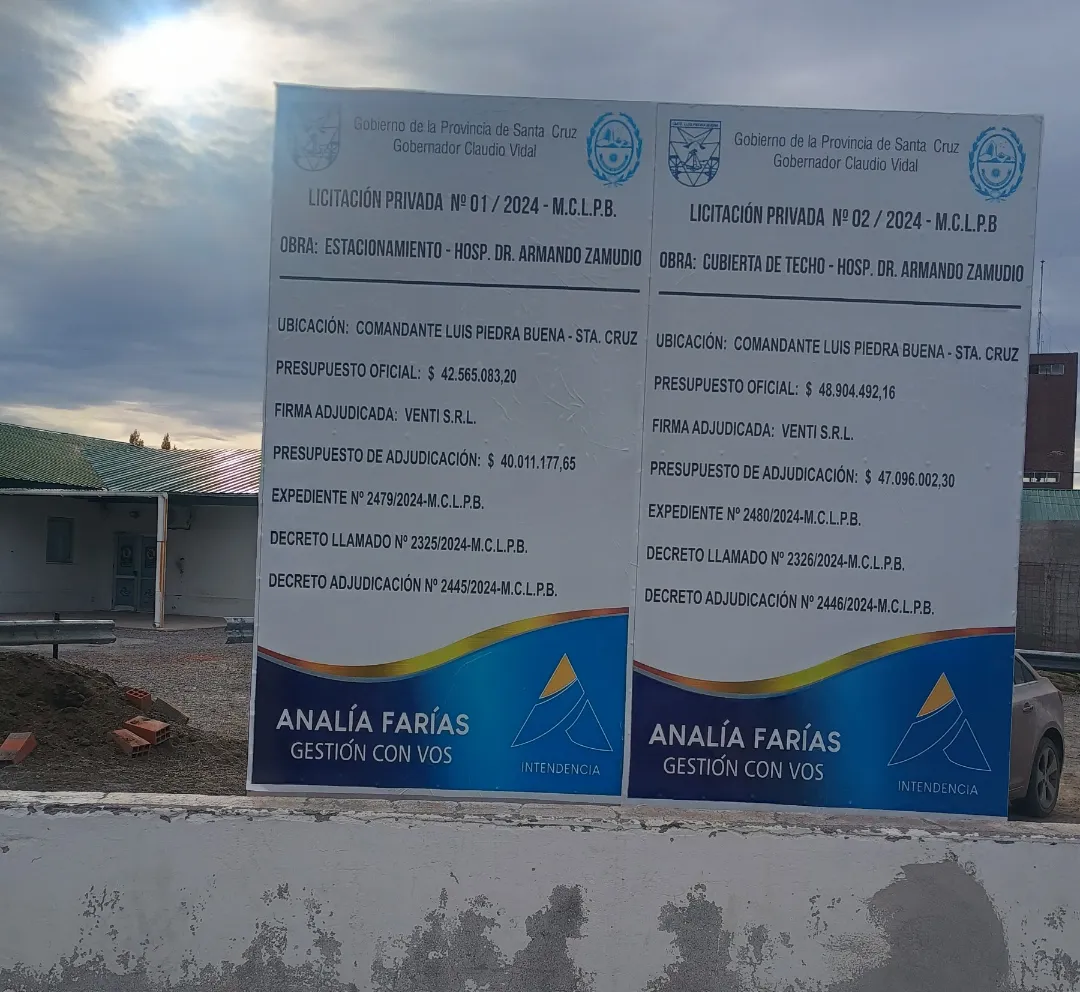 Gobierno de la Provincia de Santa Cruz
Gobernador Claudio Vidal
LICITACIÓN PRIVADA Nº 01 / 2024 - M.C.L.P.B.
OBRA: ESTACIONAMIENTO - HOSP. DR. ARMANDO ZAMUDIO
UBICACIÓN: COMANDANTE LUIS PIEDRA BUENA - STA. CRUZ
PRESUPUESTO OFICIAL: $ 42.565.083,20
FIRMA ADJUDICADA: VENTI S.R.L.
PRESUPUESTO DE ADJUDICACIÓN: $ 40.011.177,65
EXPEDIENTE Nº 2479/2024-M.C.L.P.B.
DECRETO LLAMADO Nº 2325/2024-M.C.L.P.B.
DECRETO ADJUDICACIÓN Nº 2445/2024-M.C.L.P.B.
ANALÍA FARÍAS
GESTIÓN CON VOS
INTENDENCIA
Gobierno de la Provincia de Santa Cruz
Gobernador Claudio Vidal
LICITACIÓN PRIVADA Nº 02 / 2024 - M.C.L.P.B
OBRA: CUBIERTA DE TECHO - HOSP. DR. ARMANDO ZAMUDIO
UBICACIÓN: COMANDANTE LUIS PIEDRA BUENA - STA. CRUZ
PRESUPUESTO OFICIAL: $ 48.904.492,16
FIRMA ADJUDICADA: VENTI S.R.L.
PRESUPUESTO DE ADJUDICACIÓN: $ 47.096.002,30
EXPEDIENTE Nº 2480/2024-M.C.L.P.B.
DECRETO LLAMADO Nº 2326/2024-M.C.L.P.B.
DECRETO ADJUDICACIÓN Nº 2446/2024-M.C.L.P.B.
ANALÍA FARÍAS
GESTIÓN CON VOS
INTENDENCIA